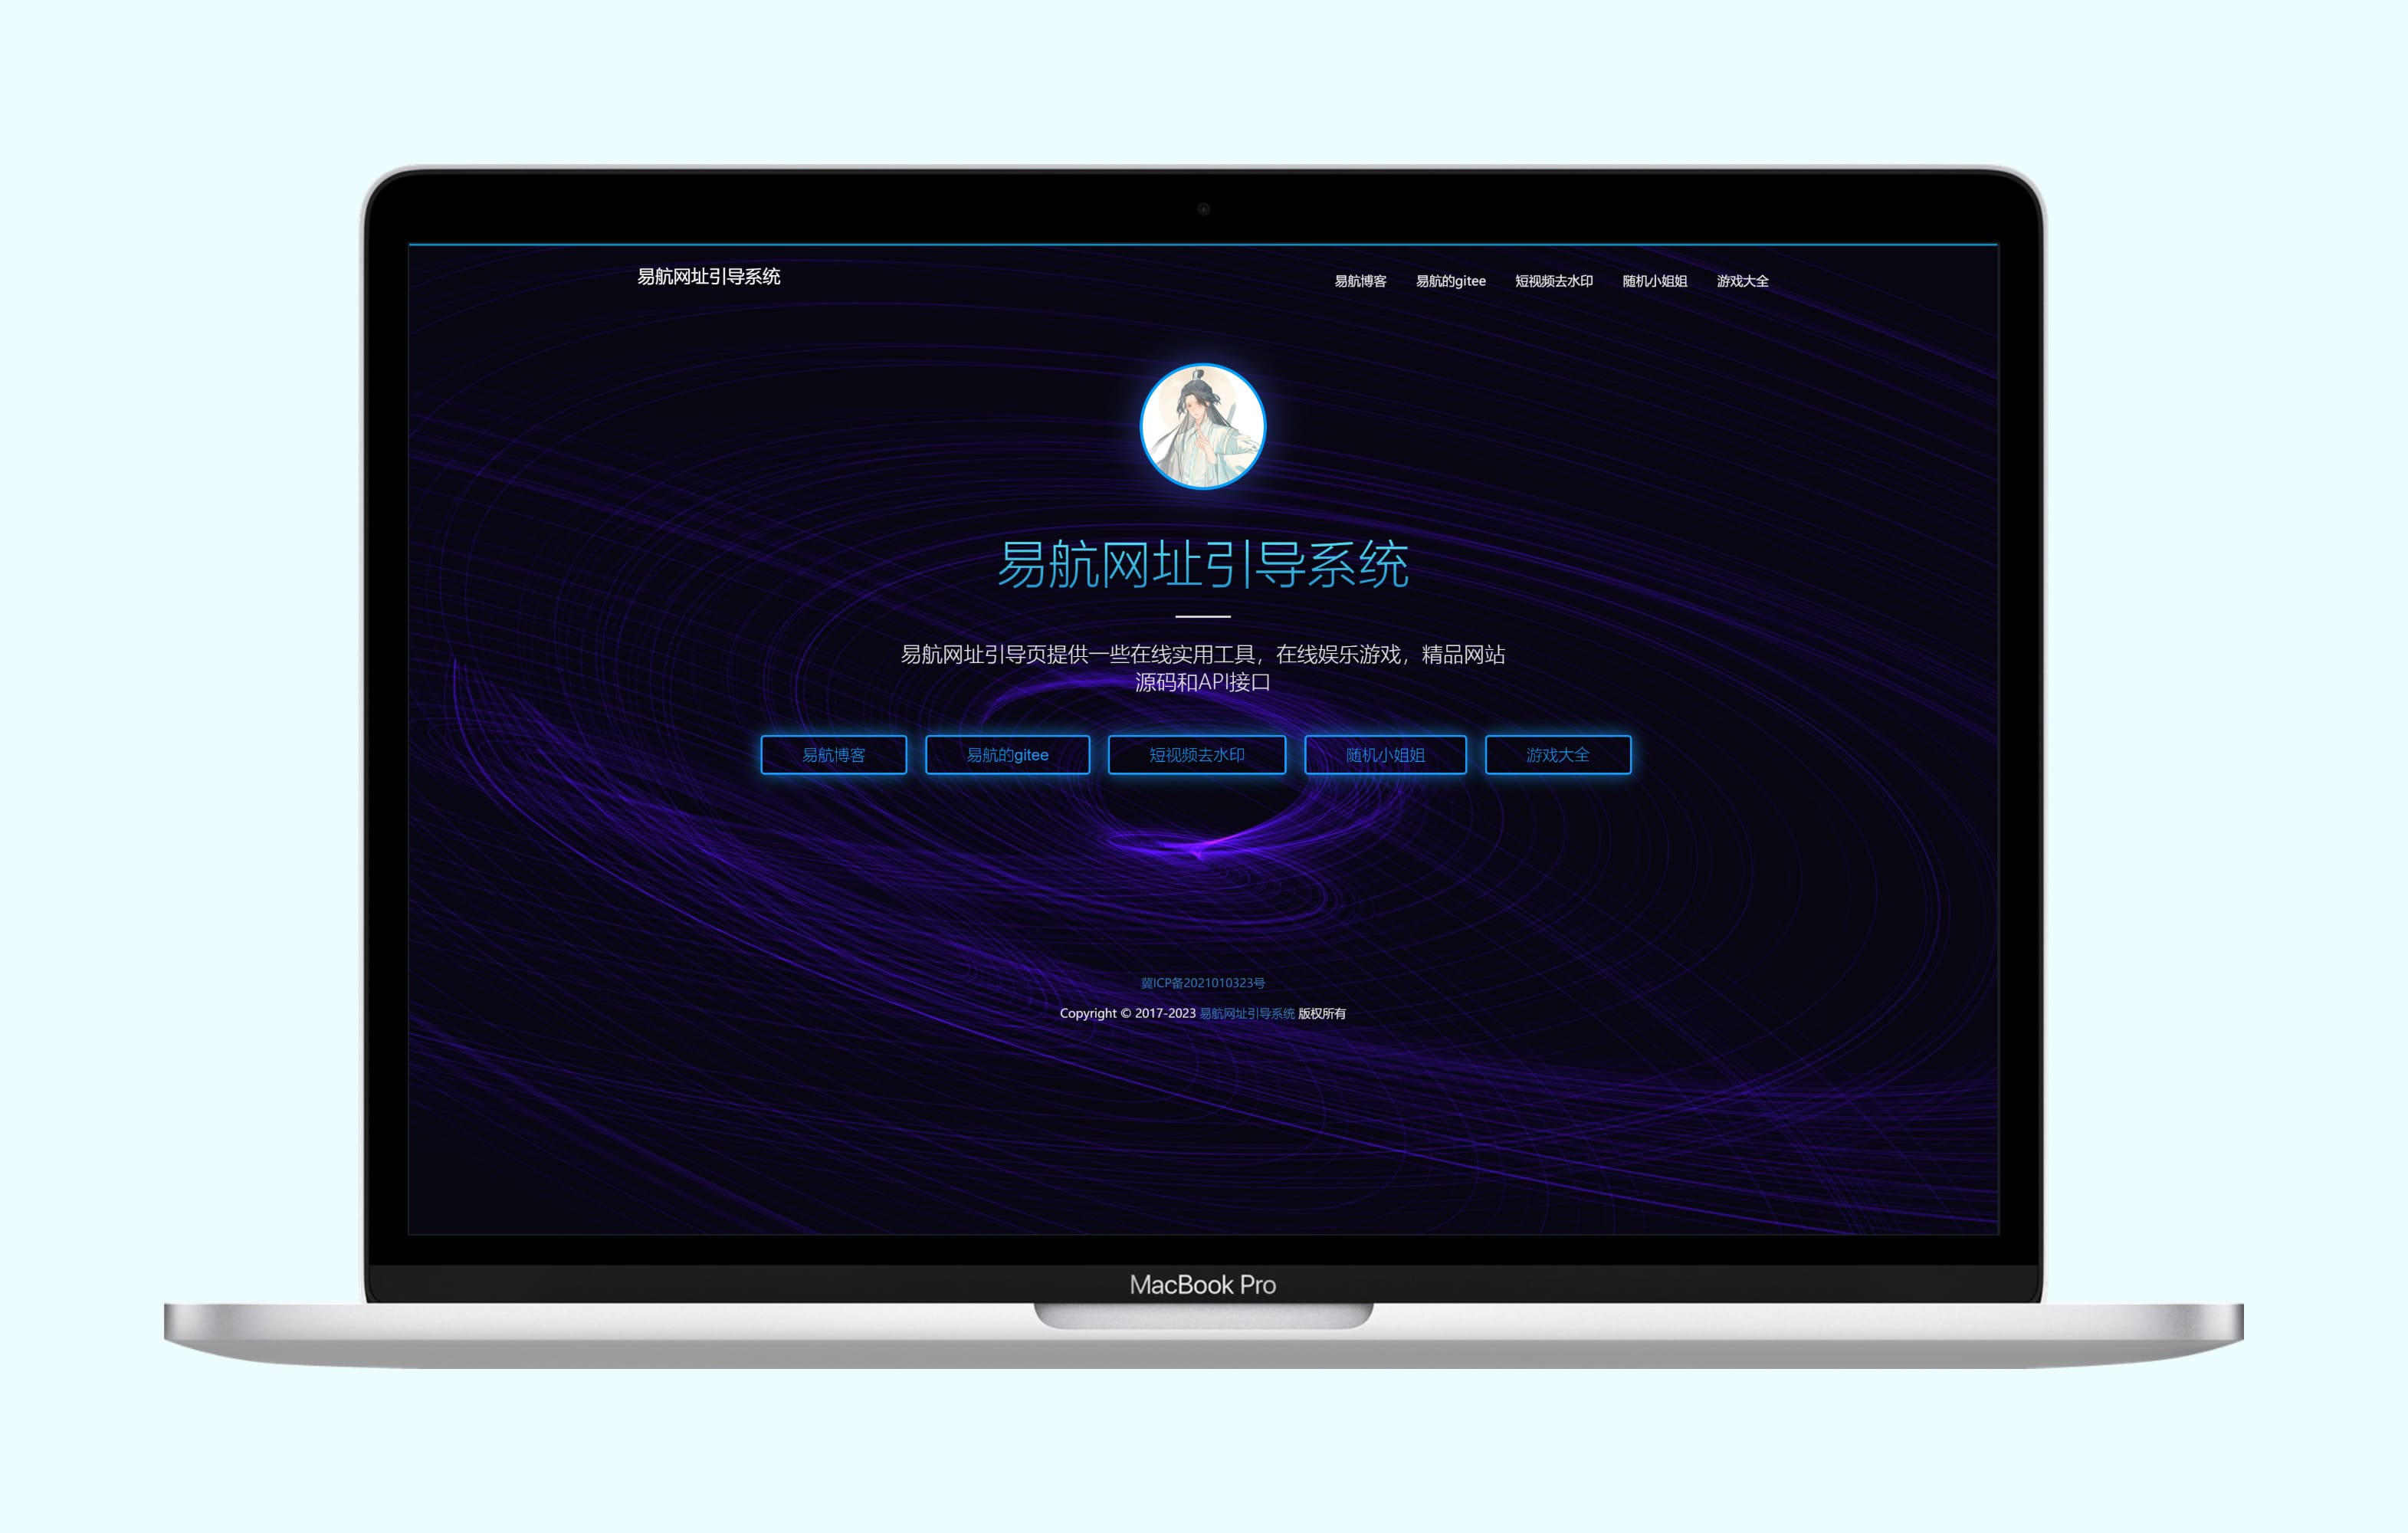 易航网址引导系统
易航博客 易航的gitee 短视频去水印 随机小姐姐 游戏大全
易航网址引导系统
易航网址引导页提供一些在线实用工具，在线娱乐游戏，精品网站
源码和API接口
易航博客 易航的gitee 短视频去水印 随机小姐姐 游戏大全
冀ICP备2021010323号
Copyright © 2017-2023 易航网址引导系统 版权所有
MacBook Pro